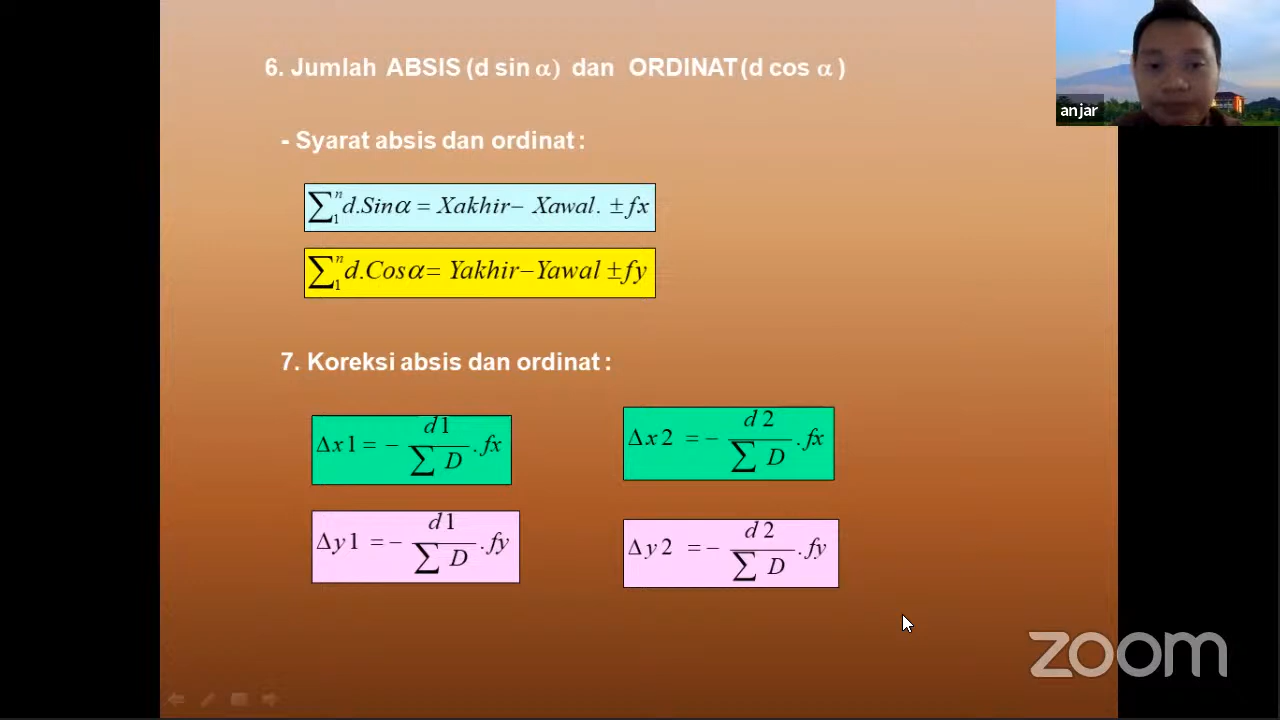 6. Jumlah ABSIS (d sin α) dan ORDINAT (d cos α )
anjar
- Syarat absis dan ordinat :
∑₁ⁿ d.Sinα = Xakhir− Xawal. ± fx
∑₁ⁿ d.Cosα= Yakhir−Yawal ± fy
7. Koreksi absis dan ordinat :
Δx1 = − d1 / ∑ D . fx
Δx2 = − d2 / ∑ D . fx
Δy1 = − d1 / ∑ D . fy
Δy2 = − d2 / ∑ D . fy
zoom